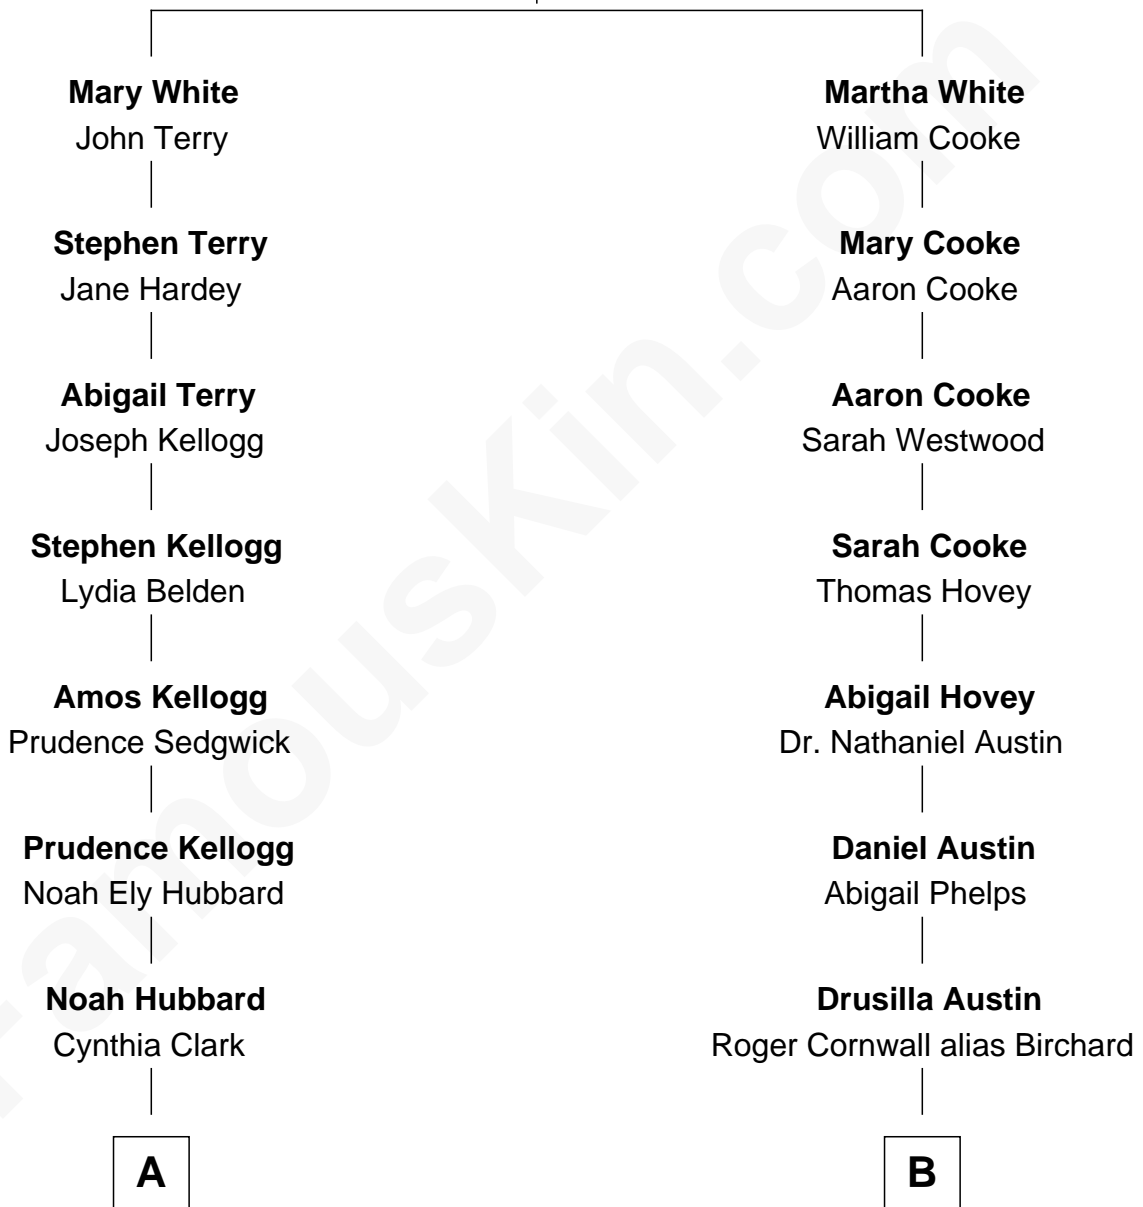 Mary White
John Terry
Stephen Terry
Jane Hardey
Abigail Terry
Joseph Kellogg
Stephen Kellogg
Lydia Belden
Amos Kellogg
Prudence Sedgwick
Prudence Kellogg
Noah Ely Hubbard
Noah Hubbard
Cynthia Clark
A
Martha White
William Cooke
Mary Cooke
Aaron Cooke
Aaron Cooke
Sarah Westwood
Sarah Cooke
Thomas Hovey
Abigail Hovey
Dr. Nathaniel Austin
Daniel Austin
Abigail Phelps
Drusilla Austin
Roger Cornwall alias Birchard
B
FamousKin.com